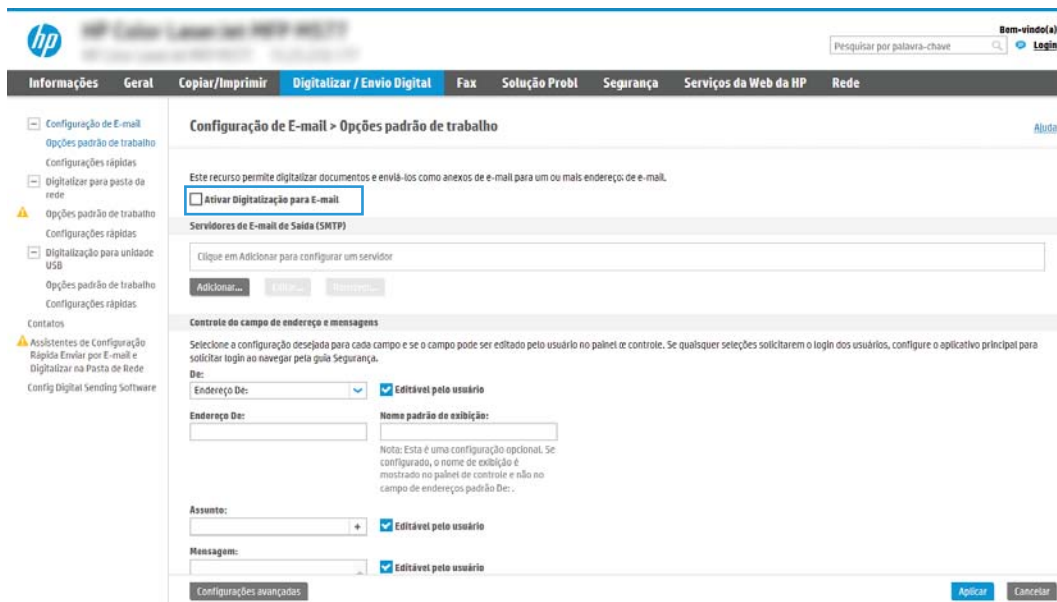 hp
Bem-vindo(a)
Pesquisar por palavra-chave
Login
Informações Geral Copiar/Imprimir Digitalizar / Envio Digital Fax Solução Probl Segurança Serviços da Web da HP Rede
Configuração de E-mail
Opções padrão de trabalho
Configurações rápidas
Digitalizar para pasta da
rede
Opções padrão de trabalho
Configurações rápidas
Digitalização para unidade
USB
Opções padrão de trabalho
Configurações rápidas
Contatos
Assistentes de Configuração
Rápida Enviar por E-mail e
Digitalizar na Pasta de Rede
Config Digital Sending Software
Configuração de E-mail > Opções padrão de trabalho
Ajuda
Este recurso permite digitalizar documentos e enviá-los como anexos de e-mail para um ou mais endereço: de e-mail.
Ativar Digitalização para E-mail
Servidores de E-mail de Saída (SMTP)
Clique em Adicionar para configurar um servidor
Adicionar...
Controle do campo de endereço e mensagens
Selecione a configuração desejada para cada campo e se o campo pode ser editado pelo usuário no painel de controle. Se quaisquer seleções solicitarem o login dos usuários, configure o aplicativo principal para
solicitar login ao navegar pela guia Segurança.
De:
Endereço De: Editável pelo usuário
Endereço De: Nome padrão de exibição:
Nota: Esta é uma configuração opcional. Se
configurado, o nome de exibição é
mostrado no painel de controle e não no
campo de endereços padrão De: .
Assunto:
+ Editável pelo usuário
Mensagem:
Editável pelo usuário
Configurações avançadas
Aplicar Cancelar